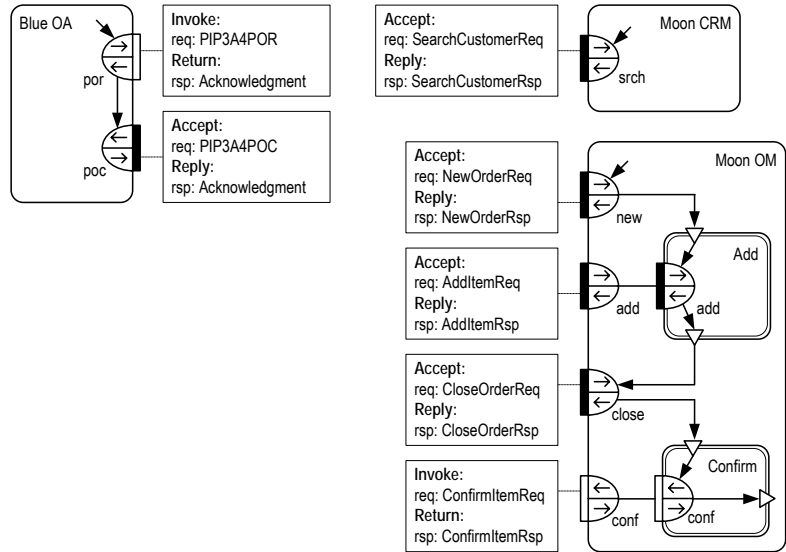 Blue OA
por
poc
Invoke:
req: PIP3A4POR
Return:
rsp: Acknowledgment
Accept:
req: PIP3A4POC
Reply:
rsp: Acknowledgment
Accept:
req: SearchCustomerReq
Reply:
rsp: SearchCustomerRsp
Moon CRM
srch
Accept:
req: NewOrderReq
Reply:
rsp: NewOrderRsp
Moon OM
new
Add
Accept:
req: AddItemReq
Reply:
rsp: AddItemRsp
add
add
Accept:
req: CloseOrderReq
Reply:
rsp: CloseOrderRsp
close
Invoke:
req: ConfirmItemReq
Return:
rsp: ConfirmItemRsp
Confirm
conf
conf